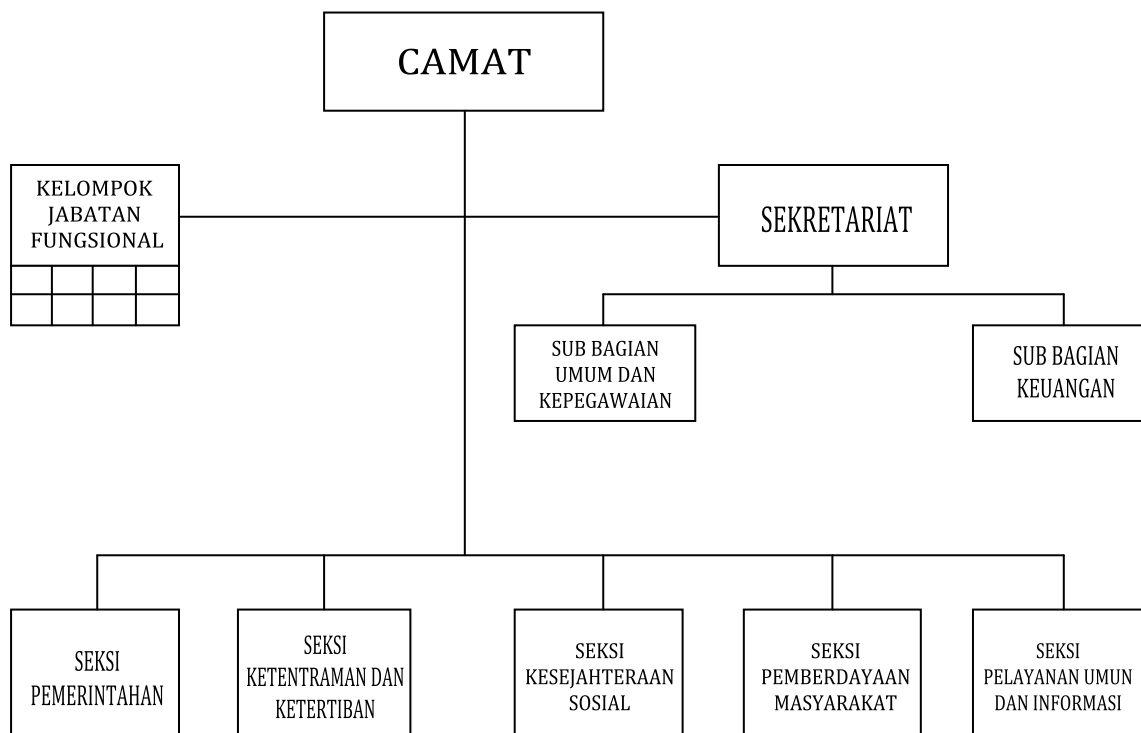 CAMAT
KELOMPOK
JABATAN
FUNGSIONAL
SEKRETARIAT
SUB BAGIAN
UMUM DAN
KEPEGAWAIAN
SUB BAGIAN
KEUANGAN
SEKSI
PEMERINTAHAN
SEKSI
KETENTRAMAN DAN
KETERTIBAN
SEKSI
KESEJAHTERAAN
SOSIAL
SEKSI
PEMBERDAYAAN
MASYARAKAT
SEKSI
PELAYANAN UMUN
DAN INFORMASI